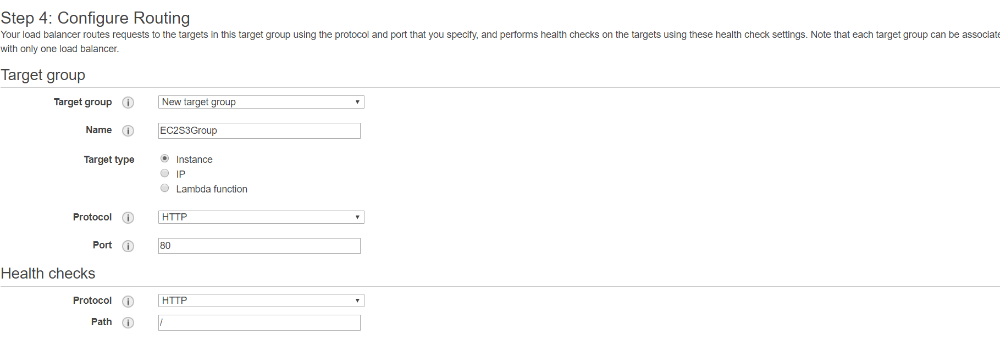 Step 4: Configure Routing
Your load balancer routes requests to the targets in this target group using the protocol and port that you specify, and performs health checks on the targets using these health check settings. Note that each target group can be associate
with only one load balancer.
Target group
Target group i New target group
Name i EC2S3Group
Target type Instance
IP
Lambda function
Protocol i HTTP
Port i 80
Health checks
Protocol i HTTP
Path i /